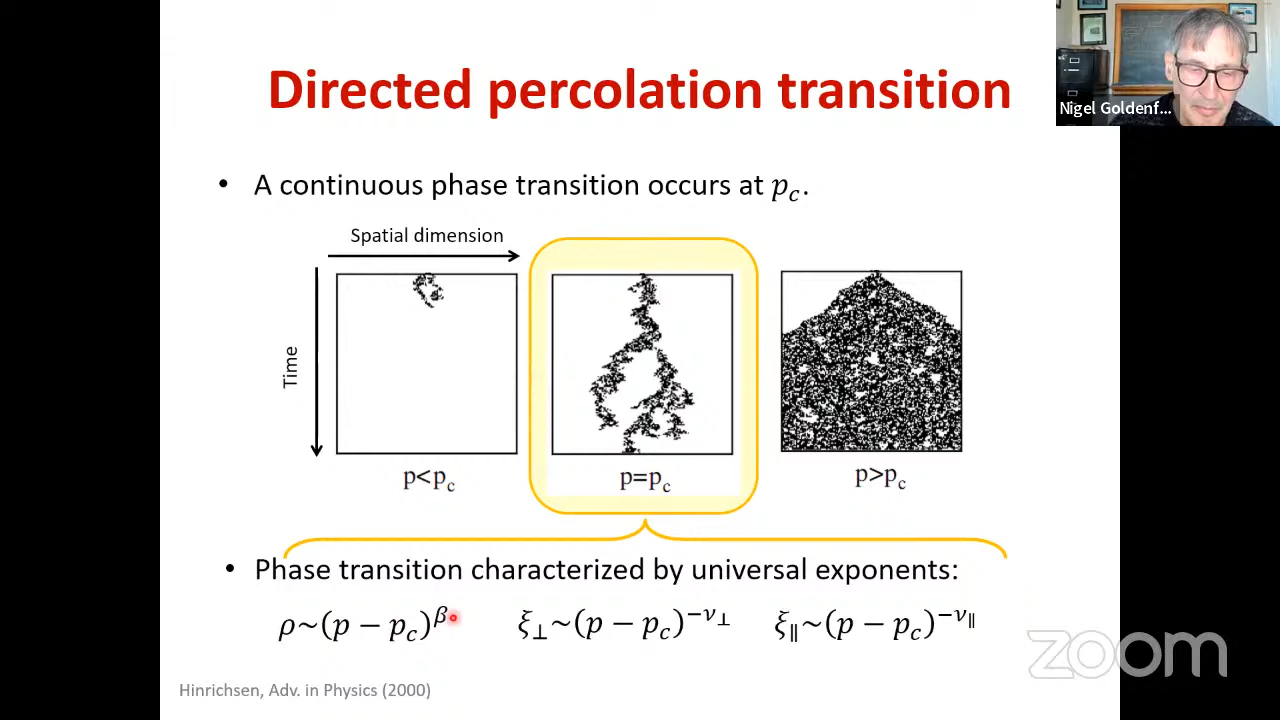 Directed percolation transition
Nigel Goldenf...
• A continuous phase transition occurs at p_c.
Spatial dimension
Time
p<p_c
p=p_c
p>p_c
• Phase transition characterized by universal exponents:
ρ~(p − p_c)^β
ξ_⊥~(p − p_c)^{−ν_⊥}
ξ_∥~(p − p_c)^{−ν_∥}
zoom
Hinrichsen, Adv. in Physics (2000)